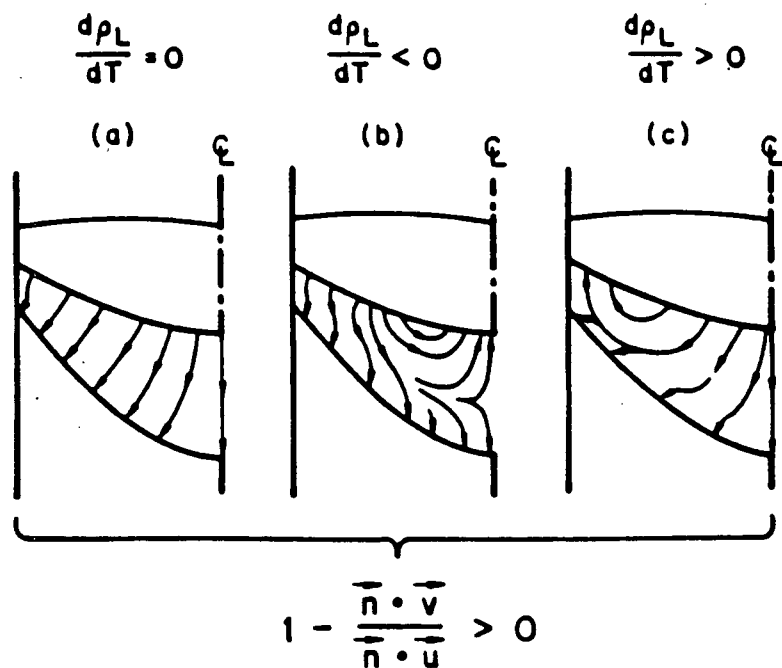 dρL/dT = 0
dρL/dT < 0
dρL/dT > 0
(a)
(b)
(c)
℄
℄
1 - n⃗ • v⃗ / n⃗ • u⃗ > 0